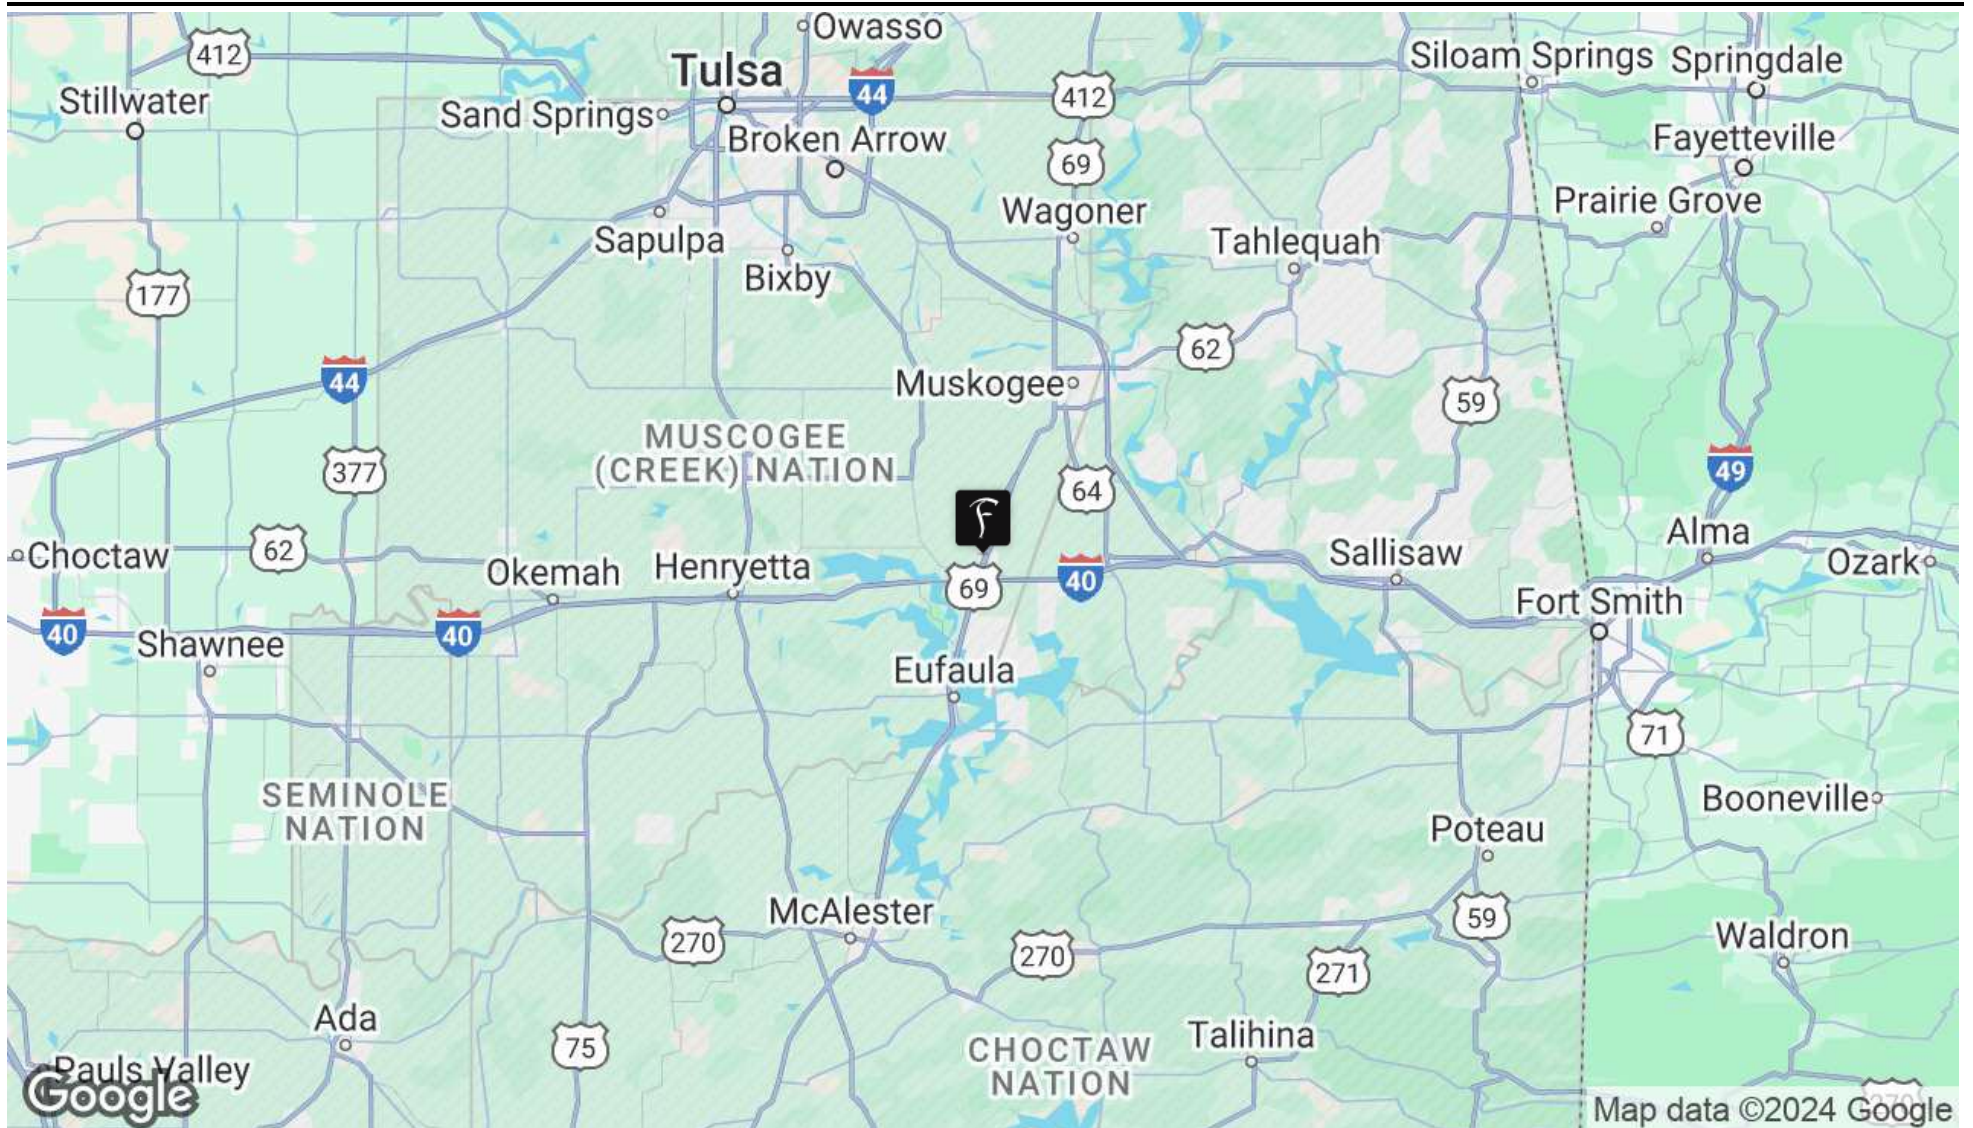 Owasso
412
Tulsa
44
Siloam Springs
Springdale
Stillwater
Sand Springs
412
Broken Arrow
69
Fayetteville
Wagoner
Prairie Grove
Sapulpa
Tahlequah
Bixby
177
62
44
Muskogee
59
MUSCOGEE
(CREEK) NATION
377
49
64
F
62
Choctaw
Alma
Sallisaw
Ozark
Okemah
Henryetta
69
40
Fort Smith
40
40
Shawnee
Eufaula
71
SEMINOLE
NATION
Booneville
Poteau
McAlester
59
270
270
Waldron
271
Ada
75
Talihina
CHOCTAW
NATION
Pauls Valley
Google
270
Map data ©2024 Google